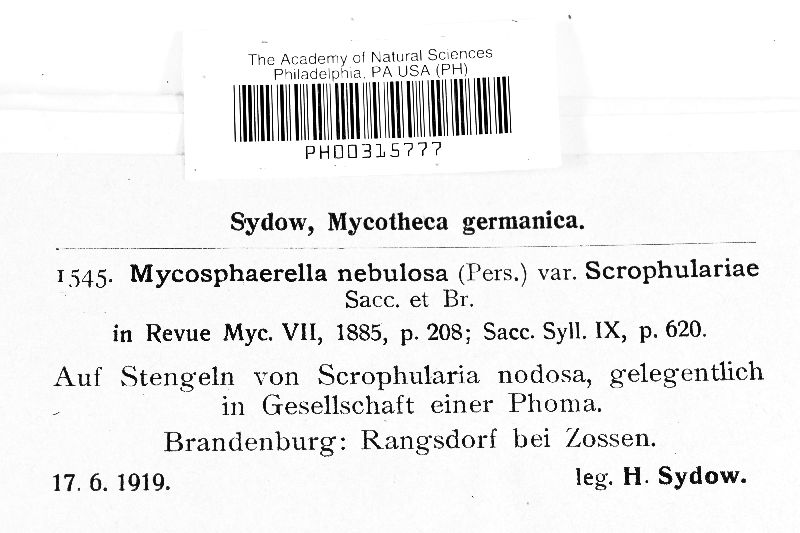 The Academy of Natural Sciences
Philadelphia, PA USA (PH)
PH00315777
Sydow, Mycotheca germanica.
1545. Mycosphaerella nebulosa (Pers.) var. Scrophulariae
Sacc. et Br.
in Revue Myc. VII, 1885, p. 208; Sacc. Syll. IX, p. 620.
Auf Stengeln von Scrophularia nodosa, gelegentlich
in Gesellschaft einer Phoma.
Brandenburg: Rangsdorf bei Zossen.
17. 6. 1919.
leg. H. Sydow.